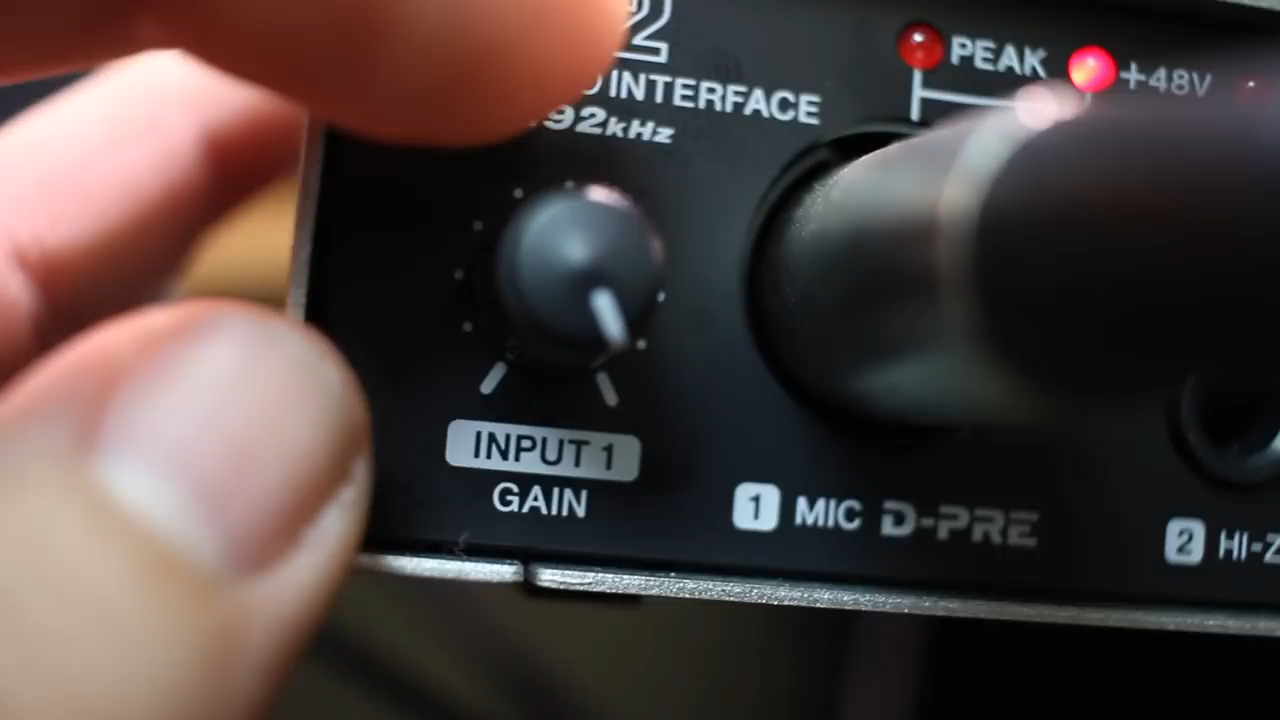 2
INTERFACE
92kHz
PEAK
+48V
INPUT 1
GAIN
1 MIC D-PRE
2 HI-Z